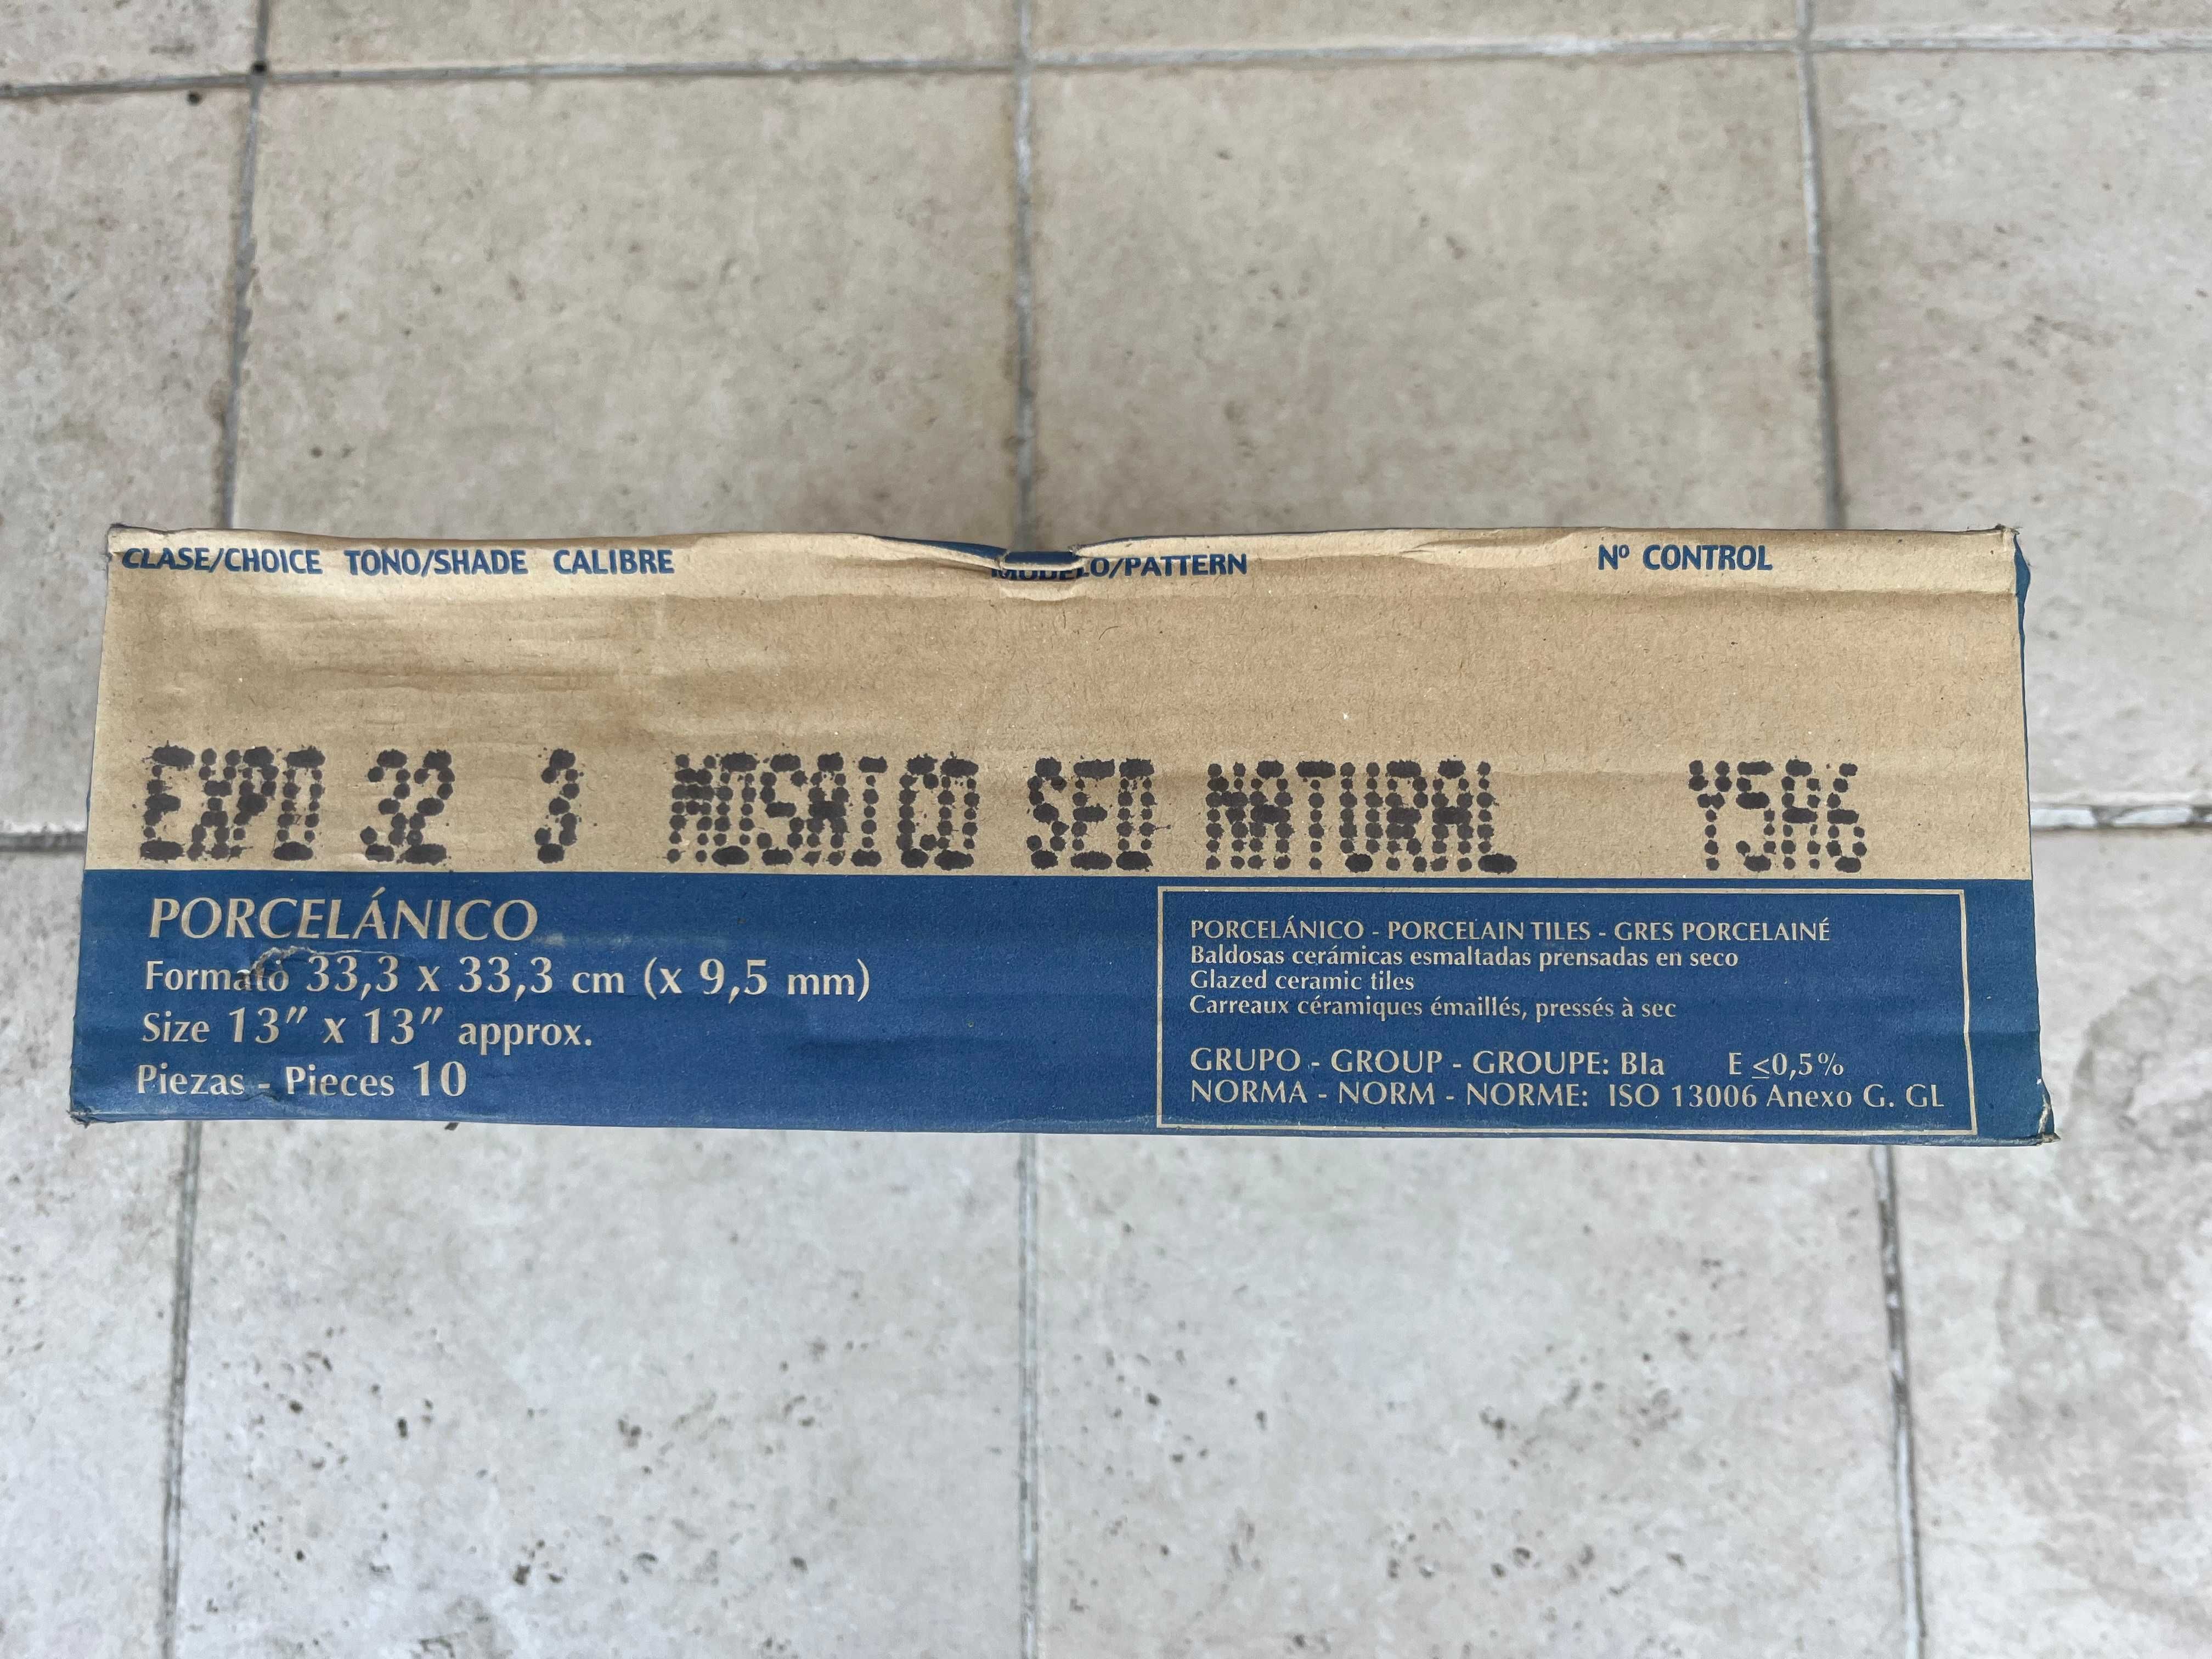 CLASE/CHOICE TONO/SHADE CALIBRE MODELO/PATTERN Nº CONTROL
EXPO 32 3 MOSAICO SEO NATURAL Y5A6
PORCELÁNICO
Formato 33,3 x 33,3 cm (x 9,5 mm)
Size 13” x 13” approx.
Piezas - Pieces 10
PORCELÁNICO - PORCELAIN TILES - GRES PORCELAINÉ
Baldosas cerámicas esmaltadas prensadas en seco
Glazed ceramic tiles
Carreaux céramiques émaillés, pressés à sec
GRUPO - GROUP - GROUPE: BIa E ≤0,5%
NORMA - NORM - NORME: ISO 13006 Anexo G. GL